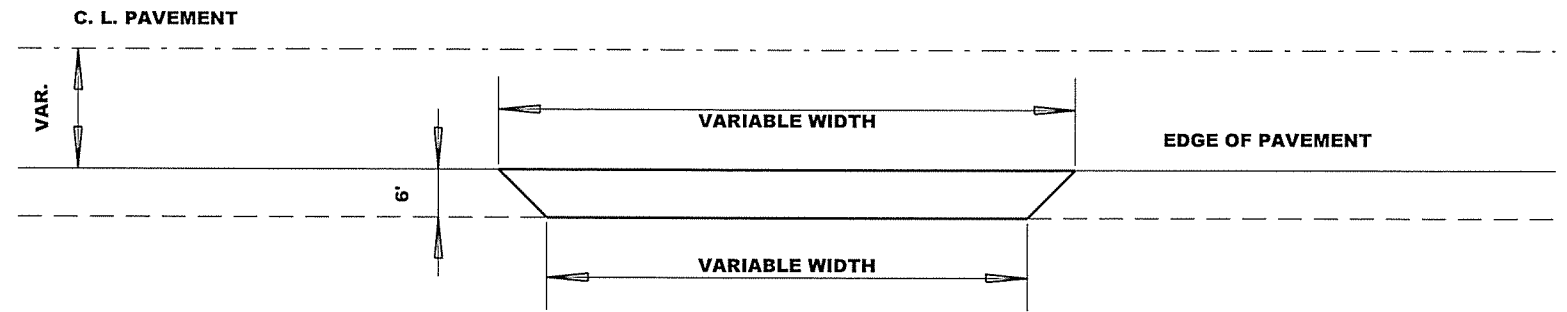 C. L. PAVEMENT
VAR.
VARIABLE WIDTH
EDGE OF PAVEMENT
6'
VARIABLE WIDTH